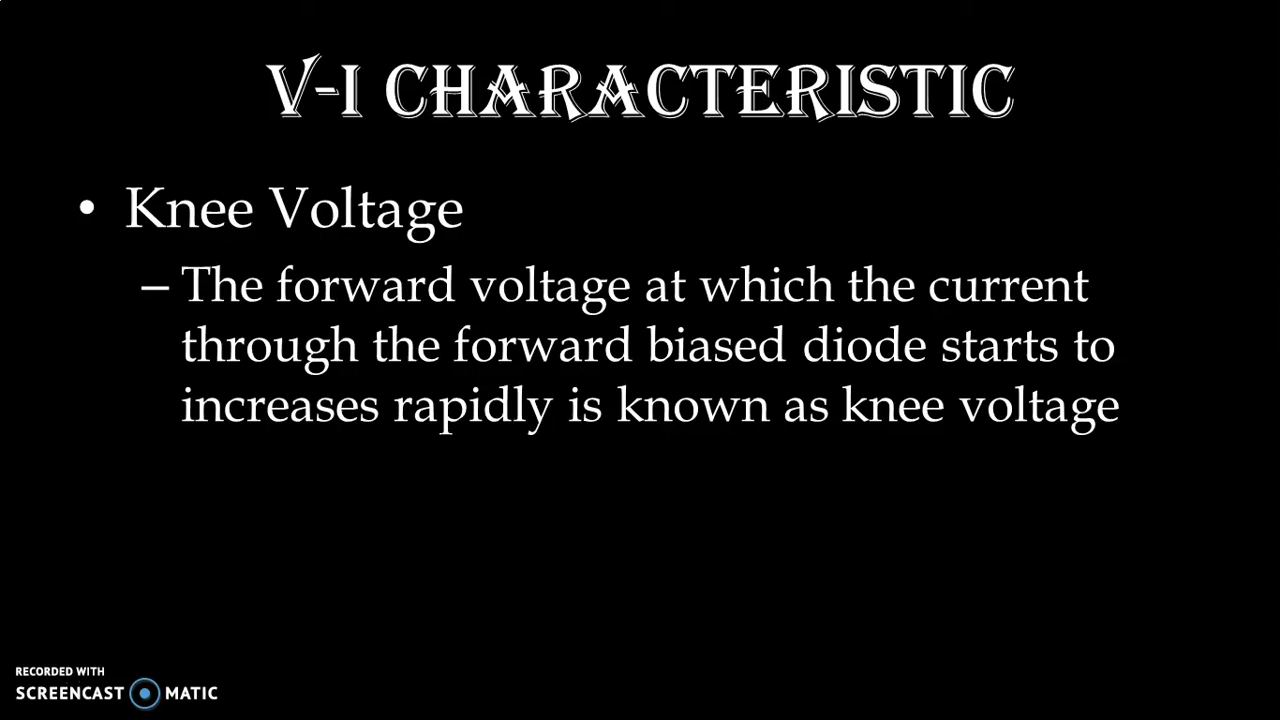 V-I CHARACTERISTIC
• Knee Voltage
– The forward voltage at which the current
through the forward biased diode starts to
increases rapidly is known as knee voltage
RECORDED WITH
SCREENCAST MATIC